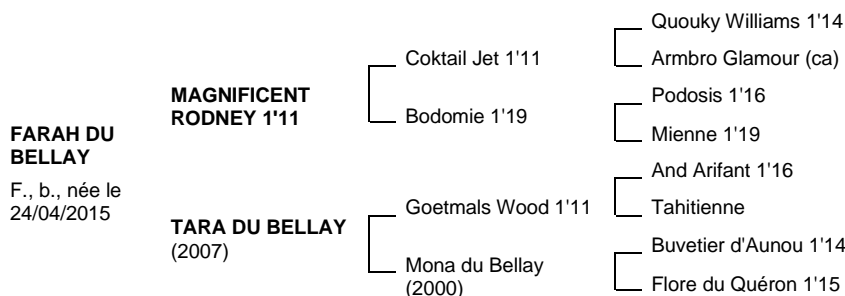 FARAH DU
BELLAY
F., b., née le
24/04/2015
MAGNIFICENT
RODNEY 1'11
TARA DU BELLAY
(2007)
Coktail Jet 1'11
Bodomie 1'19
Goetmals Wood 1'11
Mona du Bellay
(2000)
Quouky Williams 1'14
Armbro Glamour (ca)
Podosis 1'16
Mienne 1'19
And Arifant 1'16
Tahitienne
Buvetier d'Aunou 1'14
Flore du Quéron 1'15